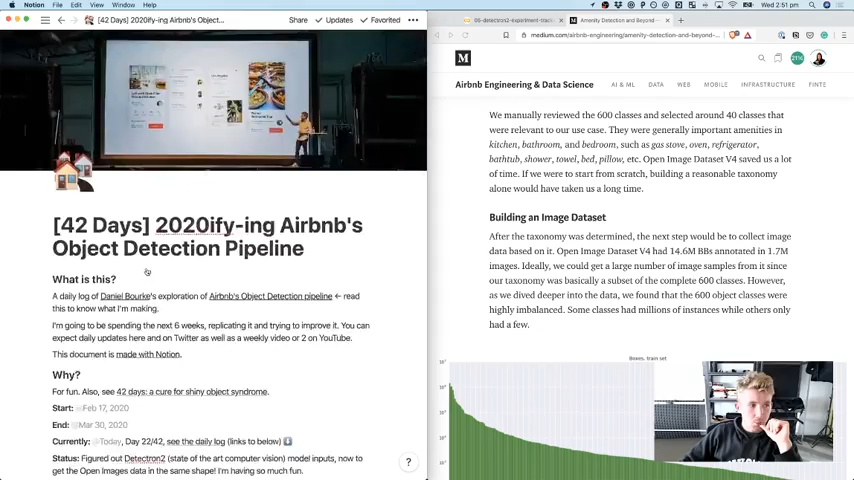 Notion File Edit View Window Help
Wed 2:51 pm
[42 Days] 2020ify-ing Airbnb's Object...
Share Updates Favorited
[42 Days] 2020ify-ing Airbnb's
Object Detection Pipeline
What is this?
A daily log of Daniel Bourke's exploration of Airbnb's Object Detection pipeline ← read
this to know what I'm making.
I'm going to be spending the next 6 weeks, replicating it and trying to improve it. You can
expect daily updates here and on Twitter as well as a weekly video or 2 on YouTube.
This document is made with Notion.
Why?
For fun. Also, see 42 days: a cure for shiny object syndrome.
Start: @Feb 17, 2020
End: @Mar 30, 2020
Currently: @Today, Day 22/42, see the daily log (links to below)
Status: Figured out Detectron2 (state of the art computer vision) model inputs, now to
get the Open Images data in the same shape! I'm having so much fun.
?
06-detectron2-experiment-track
Amenity Detection and Beyond —
medium.com/airbnb-engineering/amenity-detection-and-beyond-...
M
Airbnb Engineering & Data Science AI & ML DATA WEB MOBILE INFRASTRUCTURE FINTE
We manually reviewed the 600 classes and selected around 40 classes that
were relevant to our use case. They were generally important amenities in
kitchen, bathroom, and bedroom, such as gas stove, oven, refrigerator,
bathtub, shower, towel, bed, pillow, etc. Open Image Dataset V4 saved us a lot
of time. If we were to start from scratch, building a reasonable taxonomy
alone would have taken us a long time.
Building an Image Dataset
After the taxonomy was determined, the next step would be to collect image
data based on it. Open Image Dataset V4 had 14.6M BBs annotated in 1.7M
images. Ideally, we could get a large number of image samples from it since
our taxonomy was basically a subset of the complete 600 classes. However,
as we dived deeper into the data, we found that the 600 object classes were
highly imbalanced. Some classes had millions of instances while others only
had a few.
Boxes, train set